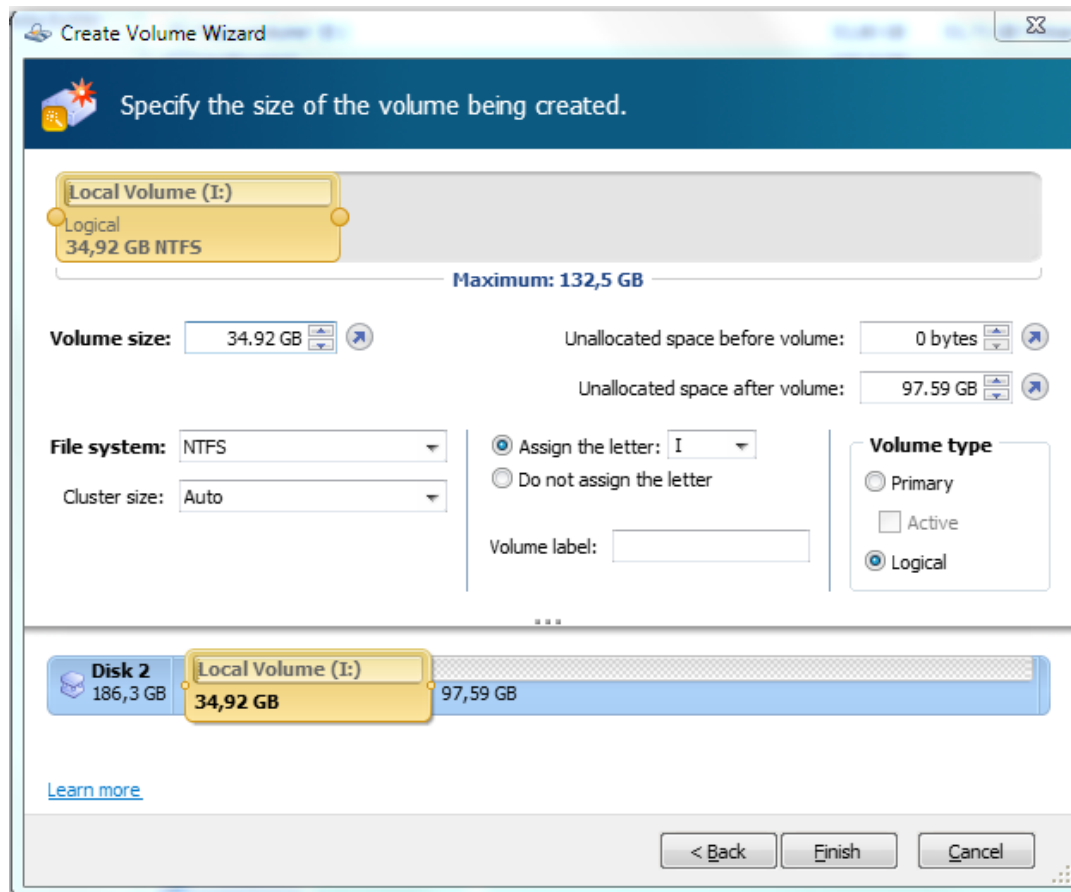 Create Volume Wizard
Specify the size of the volume being created.
Local Volume (I:)
Logical
34,92 GB NTFS
Maximum: 132,5 GB
Volume size: 34.92 GB Unallocated space before volume: 0 bytes
Unallocated space after volume: 97.59 GB
File system: NTFS Assign the letter: I Volume type
Do not assign the letter Primary
Cluster size: Auto Active
Volume label: Logical
Disk 2 Local Volume (I:)
186,3 GB 34,92 GB 97,59 GB
Learn more
< Back Finish Cancel